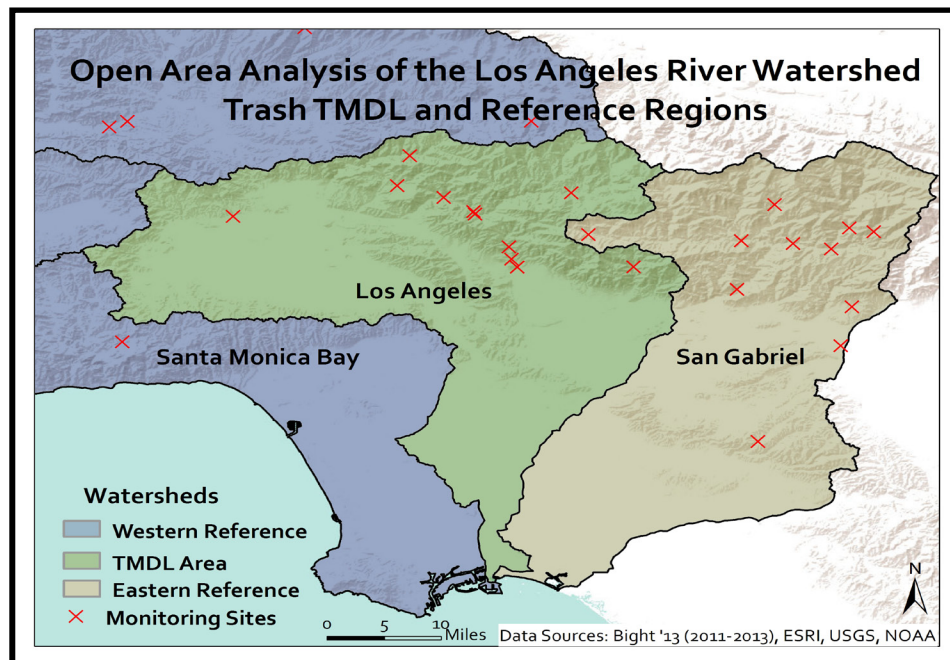 Open Area Analysis of the Los Angeles River Watershed
Trash TMDL and Reference Regions
Los Angeles
Santa Monica Bay
San Gabriel
Watersheds
Western Reference
TMDL Area
Eastern Reference
Monitoring Sites
0 5 10
Miles
N
Data Sources: Bight '13 (2011-2013), ESRI, USGS, NOAA